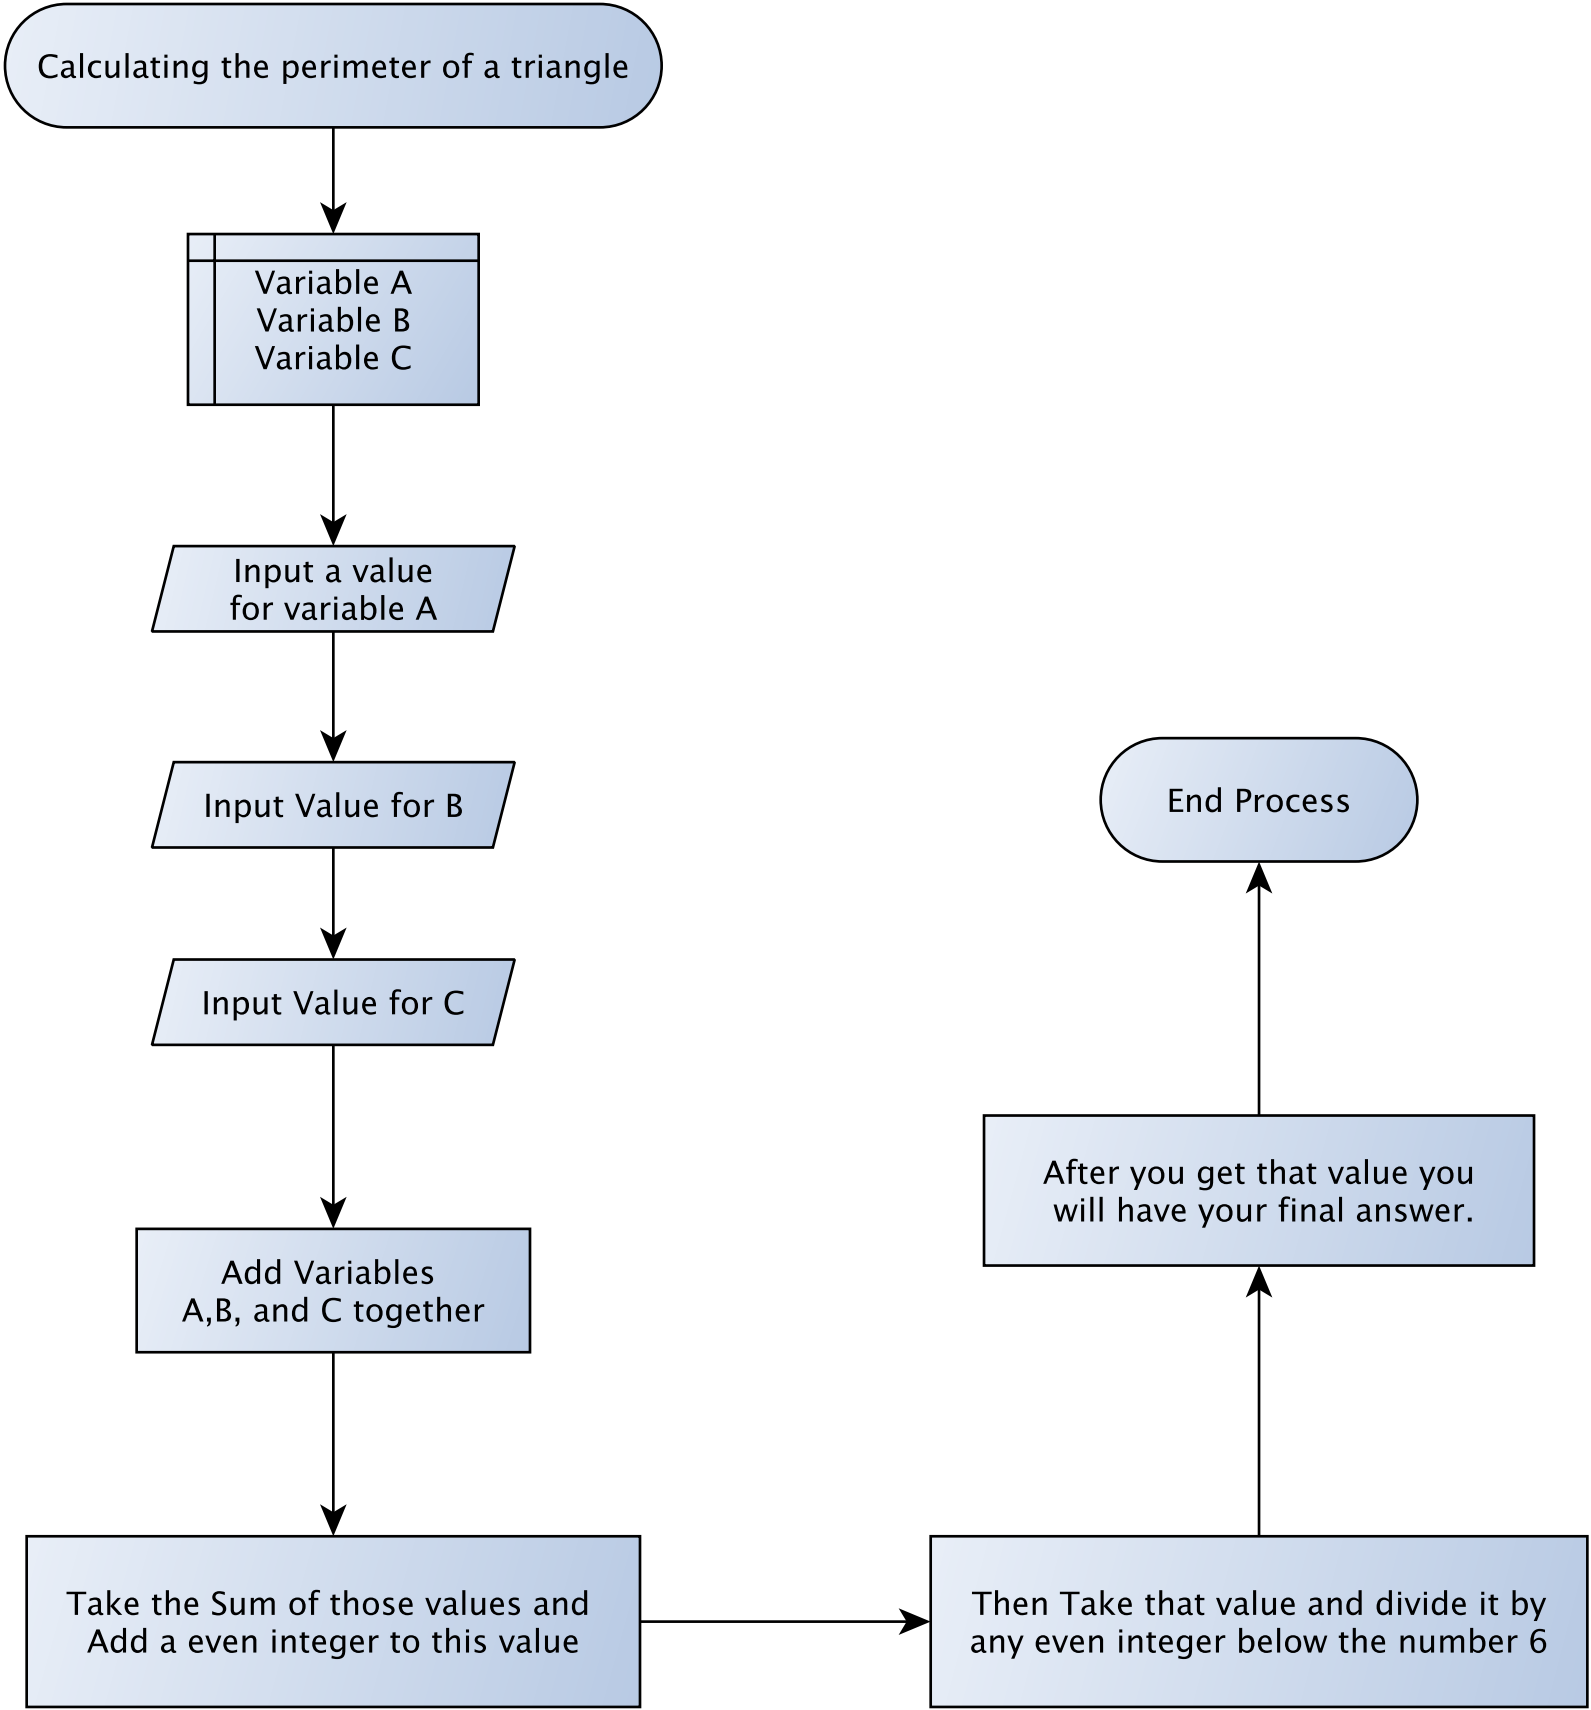 Calculating the perimeter of a triangle
Variable A
Variable B
Variable C
Input a value
for variable A
Input Value for B
Input Value for C
Add Variables
A,B, and C together
Take the Sum of those values and
Add a even integer to this value
Then Take that value and divide it by
any even integer below the number 6
After you get that value you
will have your final answer.
End Process